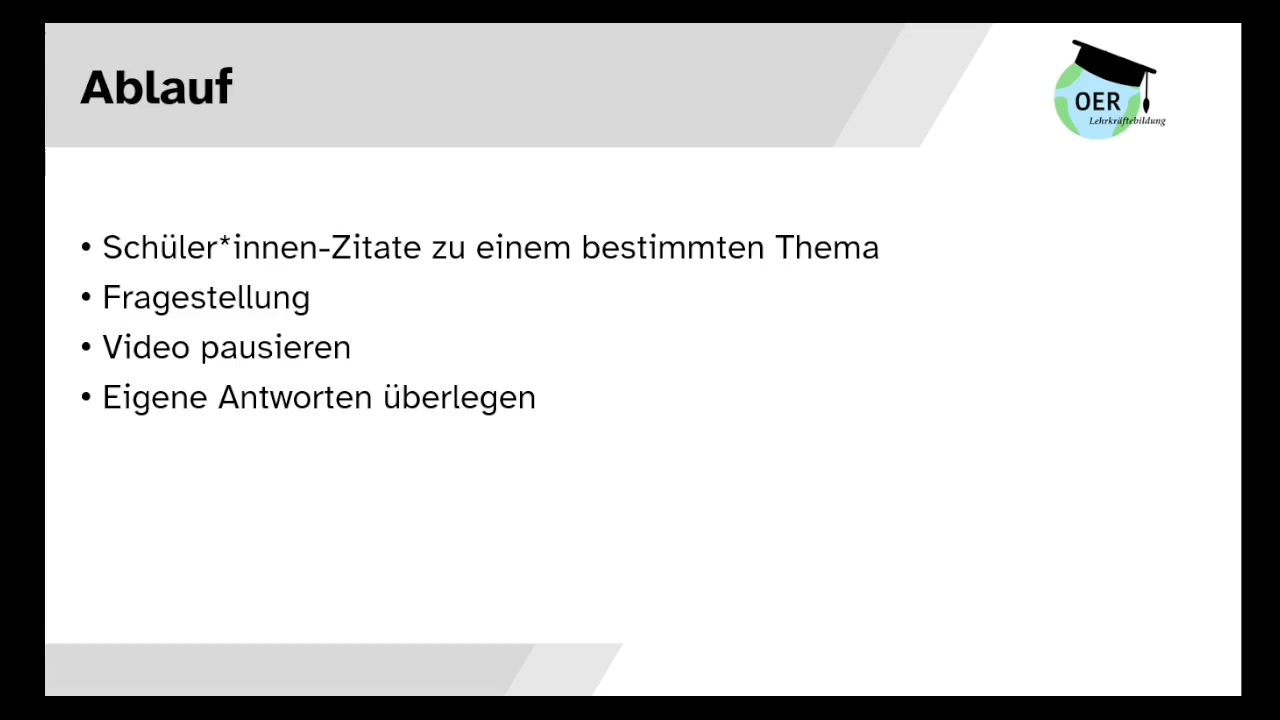 Ablauf
OER
Lehrkräftebildung
• Schüler*innen-Zitate zu einem bestimmten Thema
• Fragestellung
• Video pausieren
• Eigene Antworten überlegen